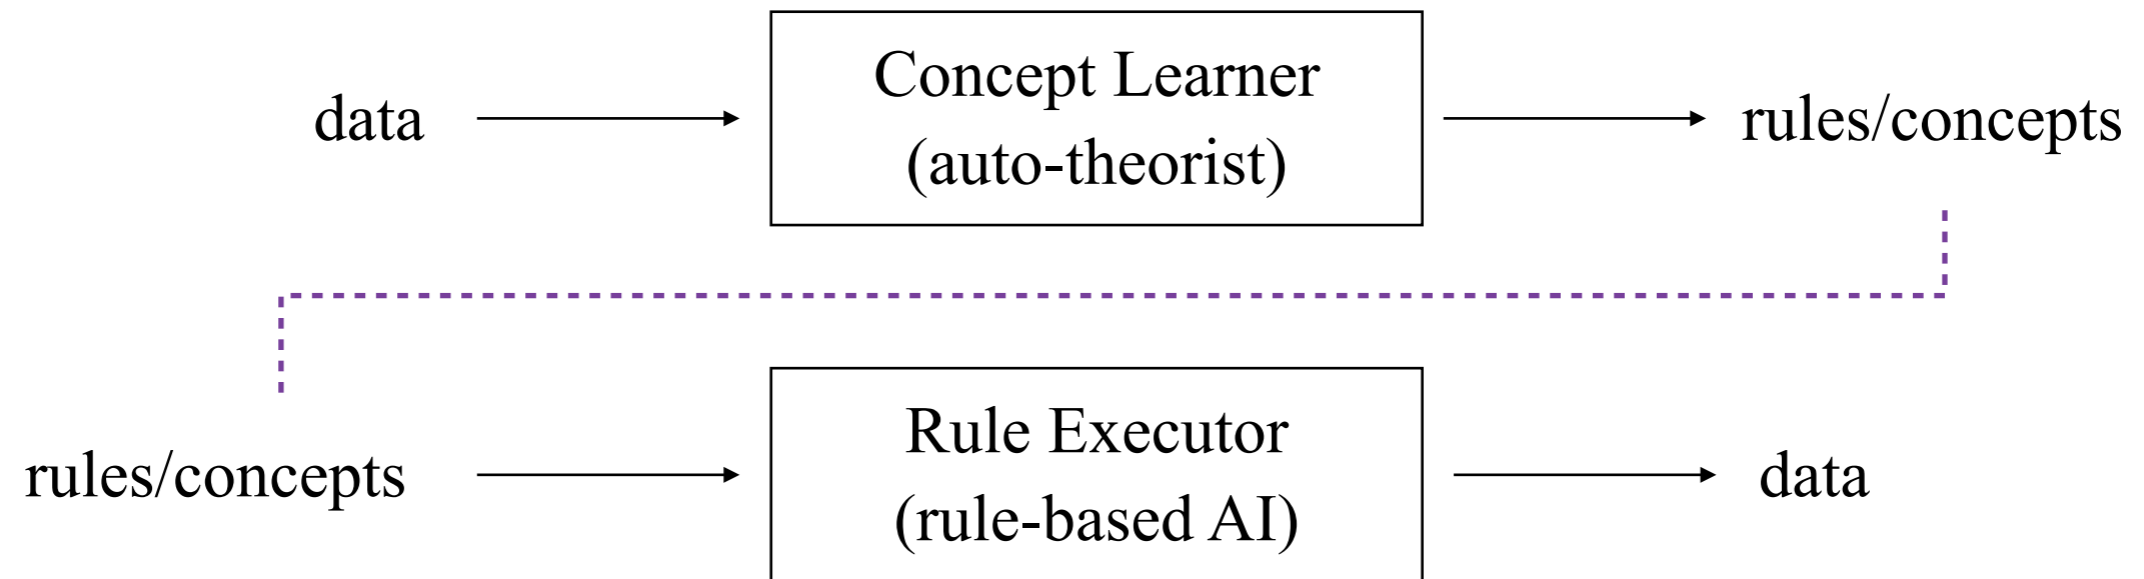 data
Concept Learner
(auto-theorist)
rules/concepts
rules/concepts
Rule Executor
(rule-based AI)
data